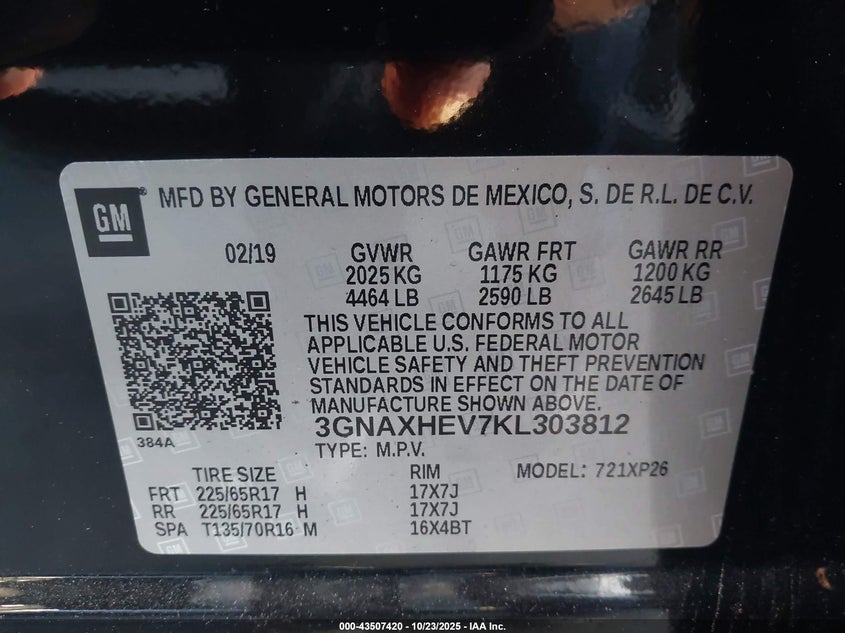 GM® MFD BY GENERAL MOTORS DE MEXICO, S. DE R.L. DE C.V.
02/19 GVWR GAWR FRT GAWR RR
2025 KG 1175 KG 1200 KG
4464 LB 2590 LB 2645 LB
THIS VEHICLE CONFORMS TO ALL
APPLICABLE U.S. FEDERAL MOTOR
VEHICLE SAFETY AND THEFT PREVENTION
STANDARDS IN EFFECT ON THE DATE OF
MANUFACTURE SHOWN ABOVE.
384A
3GNAXHEV7KL303812
TYPE: M.P.V.
TIRE SIZE RIM MODEL: 721XP26
FRT 225/65R17 H 17X7J
RR 225/65R17 H 17X7J
SPA T135/70R16 M 16X4BT
000-43507420 - 10/23/2025 - IAA Inc.